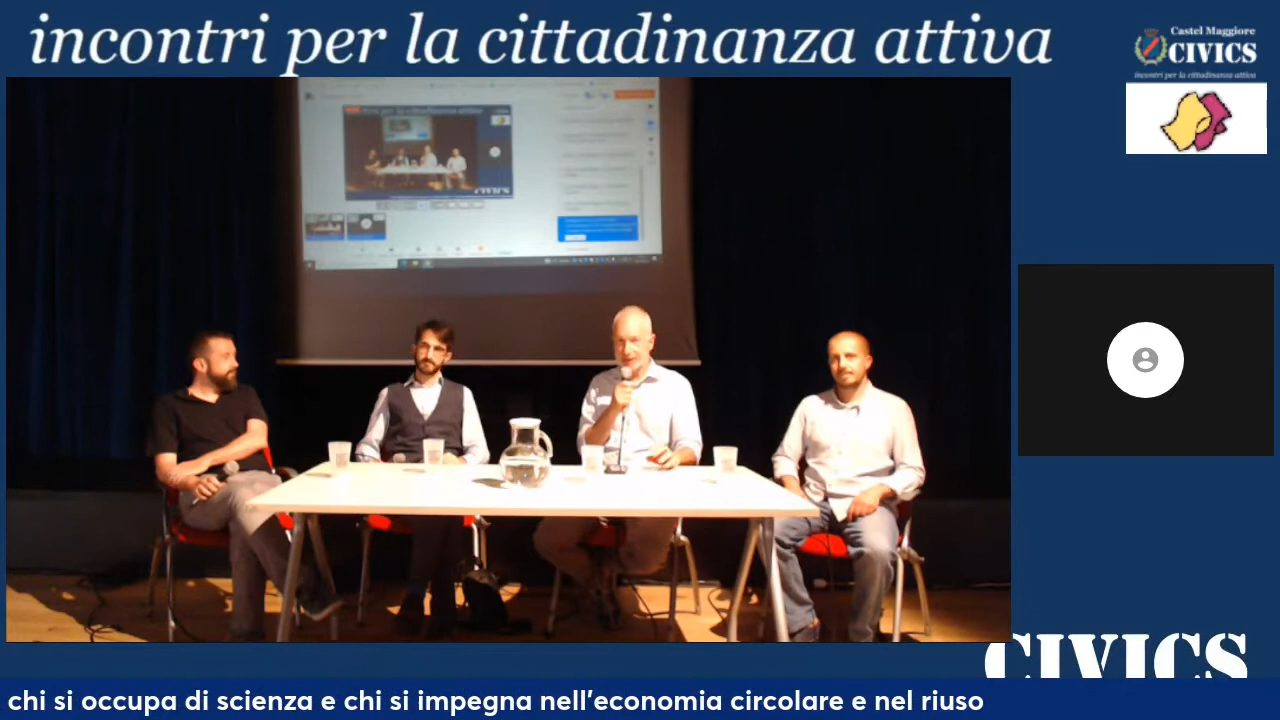 incontri per la cittadinanza attiva
Castel Maggiore
CIVICS
incontri per la cittadinanza attiva
CIVICS
CIVICS
chi si occupa di scienza e chi si impegna nell'economia circolare e nel riuso